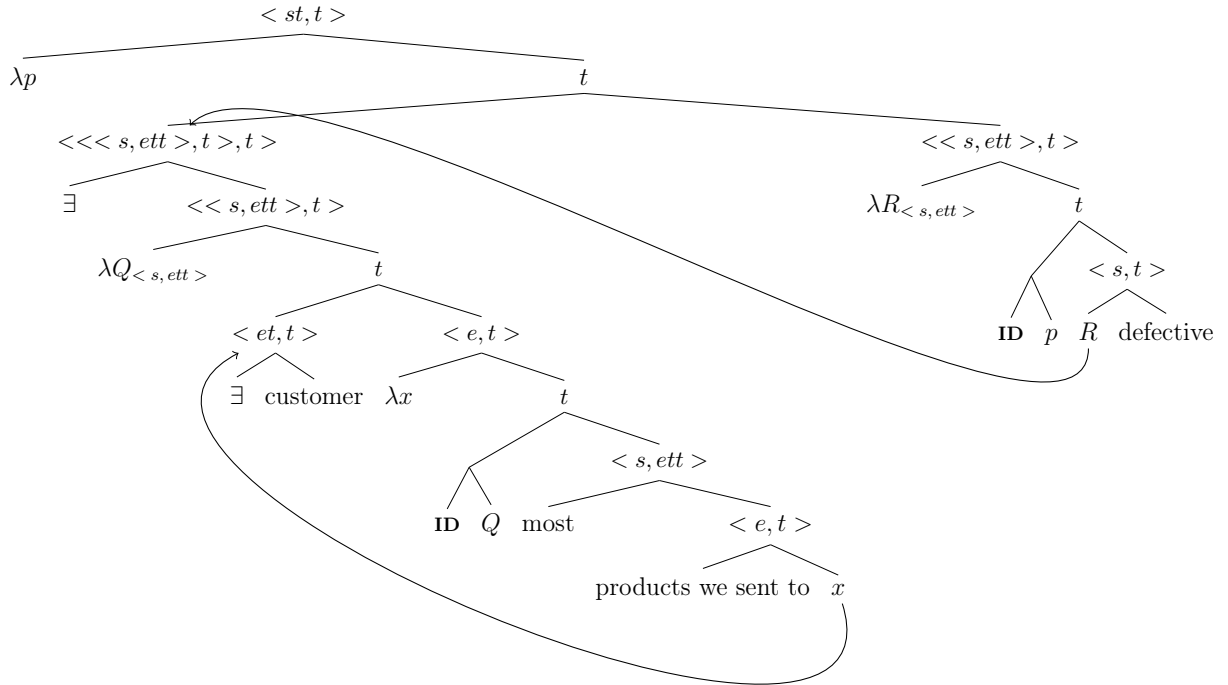 < st, t >
λp t
<<< s, ett >, t >, t > << s, ett >, t >
∃ << s, ett >, t > λR< s, ett > t
λQ< s, ett > t < s, t >
< et, t > < e, t > ID p R defective
∃ customer λx t
< s, ett >
ID Q most < e, t >
products we sent to x